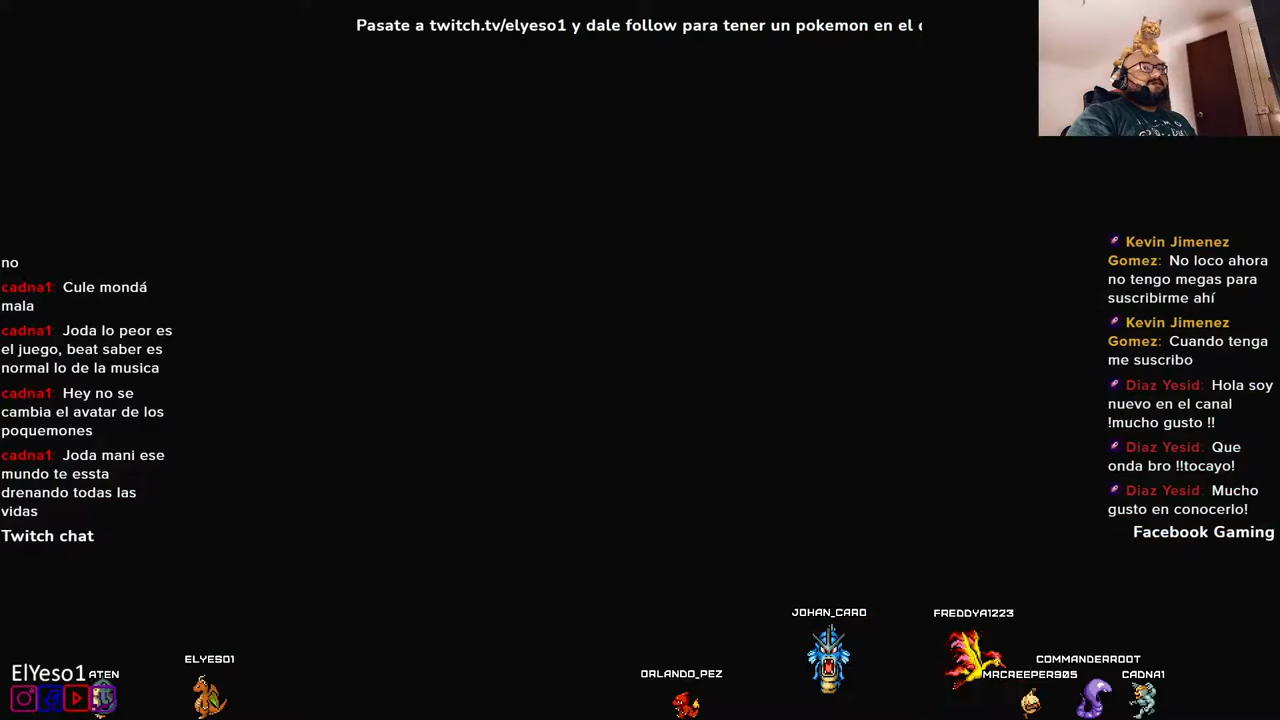 Pasate a twitch.tv/elyeso1 y dale follow para tener un pokemon en el
no
cadna1: Cule mondá
mala
cadna1: Joda lo peor es
el juego, beat saber es
normal lo de la musica
cadna1: Hey no se
cambia el avatar de los
poquemones
cadna1: Joda mani ese
mundo te essta
drenando todas las
vidas
Twitch chat
Kevin Jimenez
Gomez: No loco ahora
no tengo megas para
suscribirme ahí
Kevin Jimenez
Gomez: Cuando tenga
me suscribo
Diaz Yesid: Hola soy
nuevo en el canal
!mucho gusto !!
Diaz Yesid: Que
onda bro !!tocayo!
Diaz Yesid: Mucho
gusto en conocerlo!
Facebook Gaming
ElYeso1
ATEN
ELYESO1
ORLANDO_PEZ
JOHAN_CARO
FREDDYA1223
COMMANDERROOT
MRCREEPER905
CADNA1